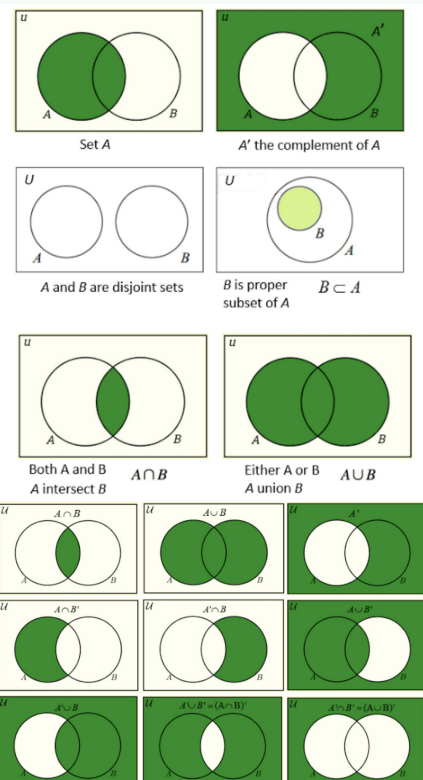 u
u
A'
A
B
A
B
Set A
A' the complement of A
U
U
A
B
B
A
A and B are disjoint sets
B is proper
subset of A
B ⊂ A
u
u
A
B
A
B
Both A and B
A intersect B
A∩B
Either A or B
A union B
A∪B
U
A∩B
A
B
U
A∪B
A
B
U
A'
A
B
U
A∩B'
A
B
U
A'∩B
A
B
U
A∪B'
A
B
U
A'∪B
A
B
U
A'∪B'=(A∩B)'
A
B
U
A'∩B'=(A∪B)'
A
B